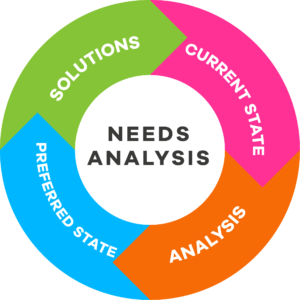 NEEDS
ANALYSIS
CURRENT STATE
ANALYSIS
PREFERRED STATE
SOLUTIONS